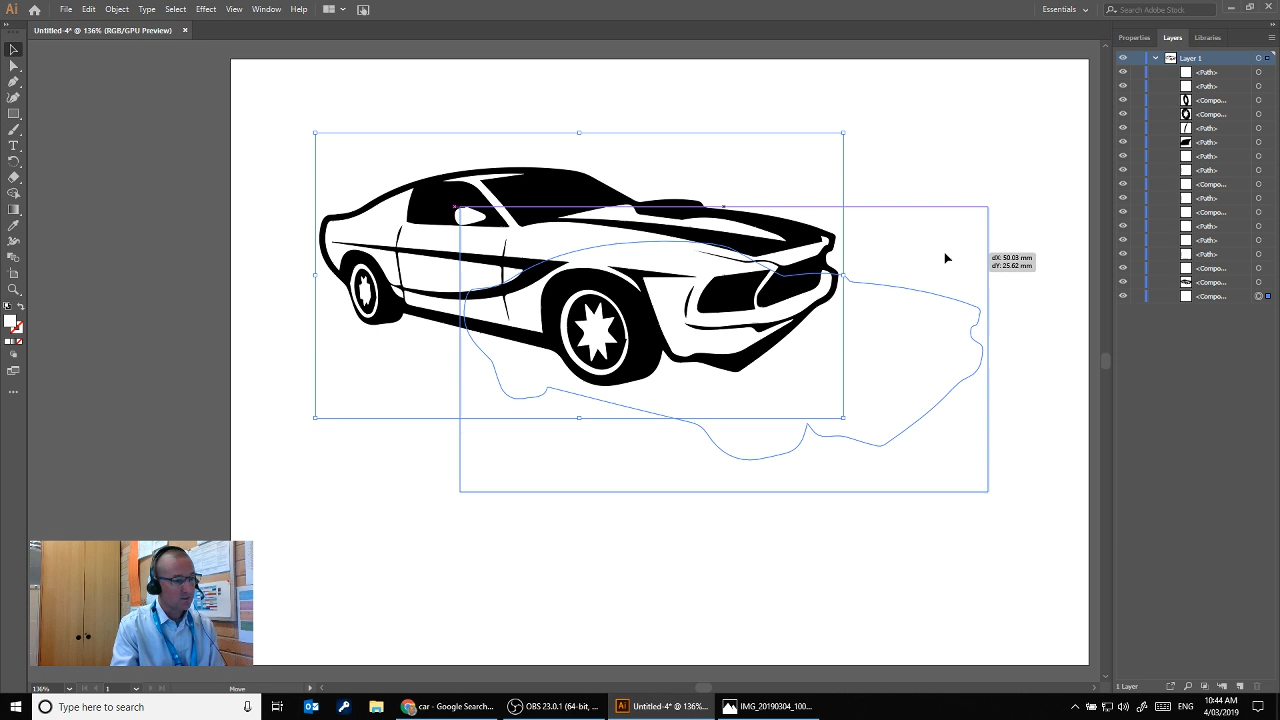 Ai File Edit Object Type Select Effect View Window Help
Essentials Search Adobe Stock
Untitled-4* @ 136% (RGB/GPU Preview) ×
Properties Layers Libraries
Layer 1
<Path>
<Path>
<Compo...
<Compo...
<Path>
<Path>
<Path>
<Path>
<Compo...
<Path>
<Compo...
<Path>
<Path>
<Path>
<Compo...
<Compo...
<Compo...
dX: 50.03 mm
dY: 25.62 mm
136% 1 Move
1 Layer
Type here to search
car - Google Search...
OBS 23.0.1 (64-bit, ...
Ai Untitled-4* @ 136%...
IMG_20190304_100...
ENG 10:44 AM
4/03/2019